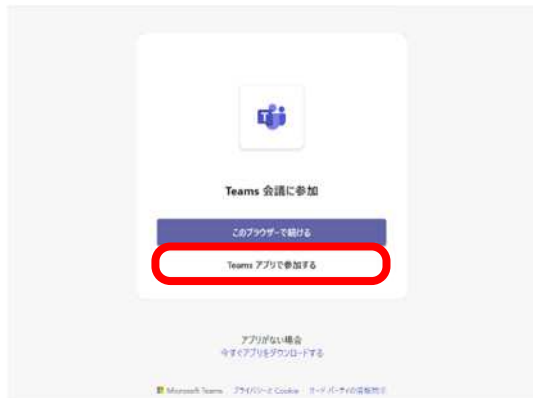 Teams 会議に参加
このブラウザーで続ける
Teams アプリで参加する
アプリがない場合
今すぐアプリをダウンロードする
Microsoft Teams プライバシーと Cookie サードパーティの情報開示